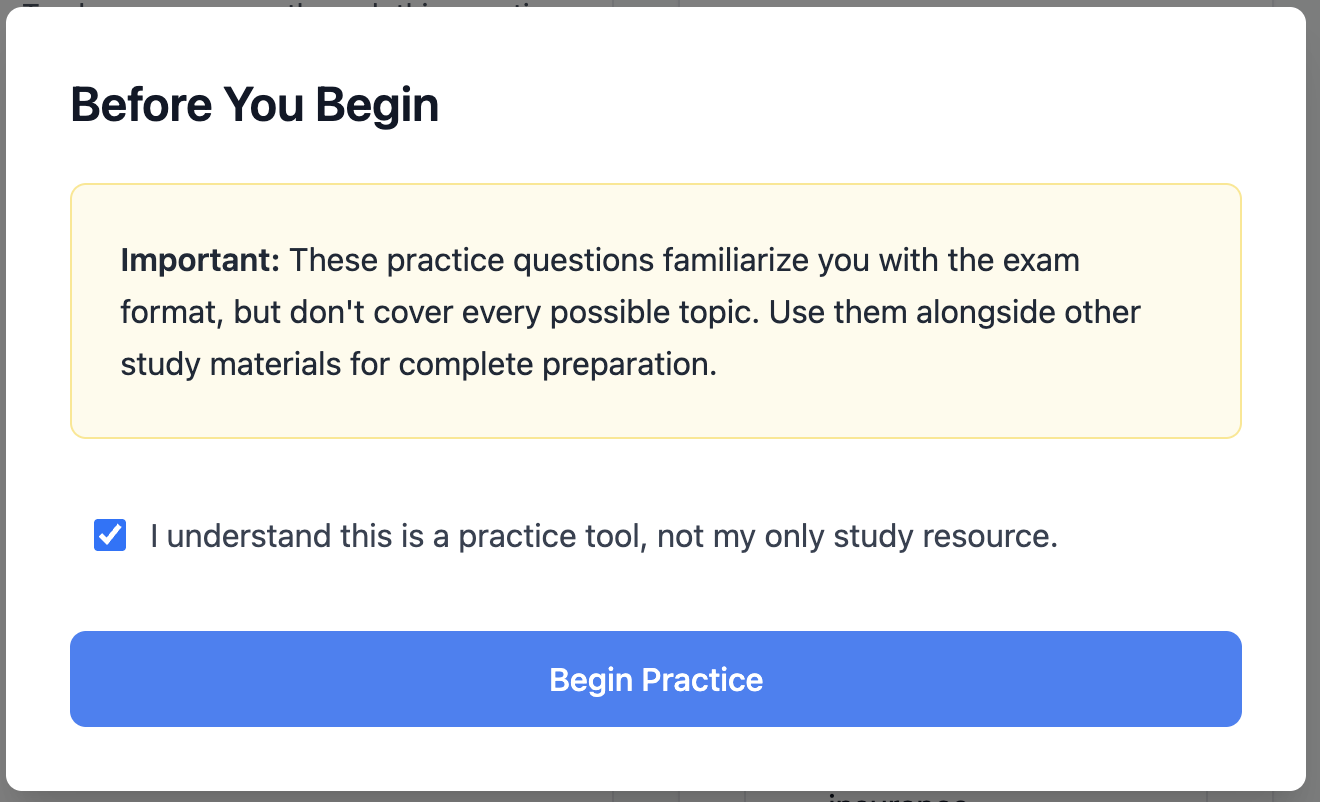 Before You Begin
Important: These practice questions familiarize you with the exam
format, but don't cover every possible topic. Use them alongside other
study materials for complete preparation.
I understand this is a practice tool, not my only study resource.
Begin Practice
insurance